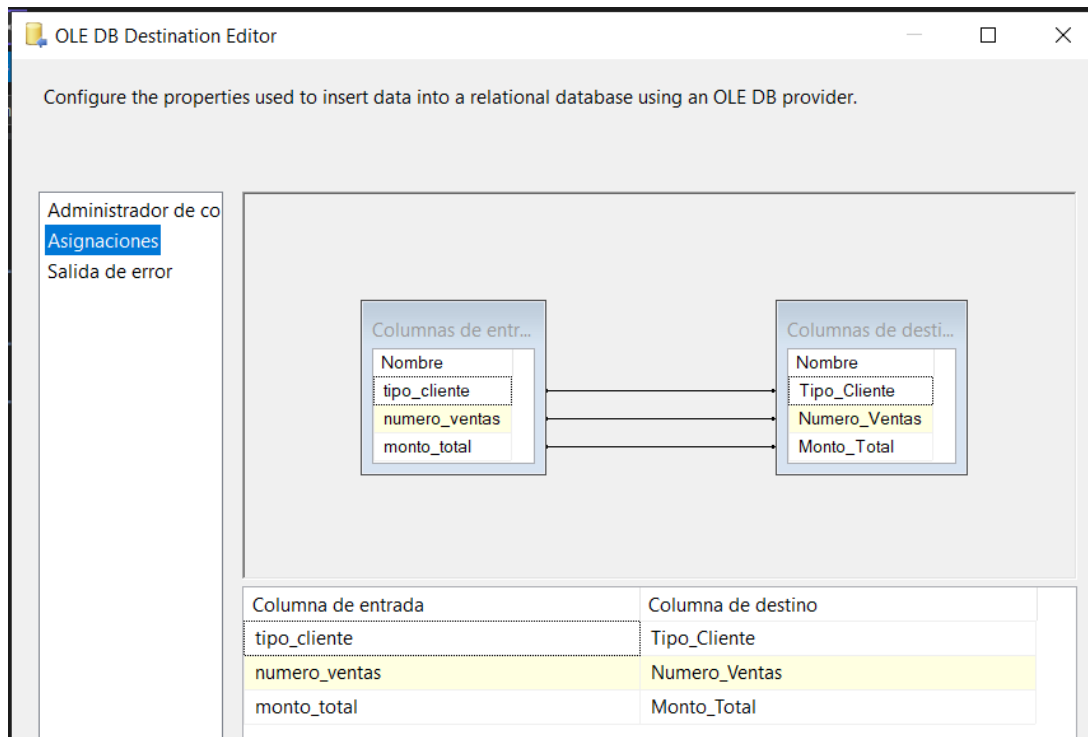 OLE DB Destination Editor
Configure the properties used to insert data into a relational database using an OLE DB provider.
Administrador de co
Asignaciones
Salida de error
Columnas de entr...
Nombre
tipo_cliente
numero_ventas
monto_total
Columnas de desti...
Nombre
Tipo_Cliente
Numero_Ventas
Monto_Total
Columna de entrada Columna de destino
tipo_cliente Tipo_Cliente
numero_ventas Numero_Ventas
monto_total Monto_Total